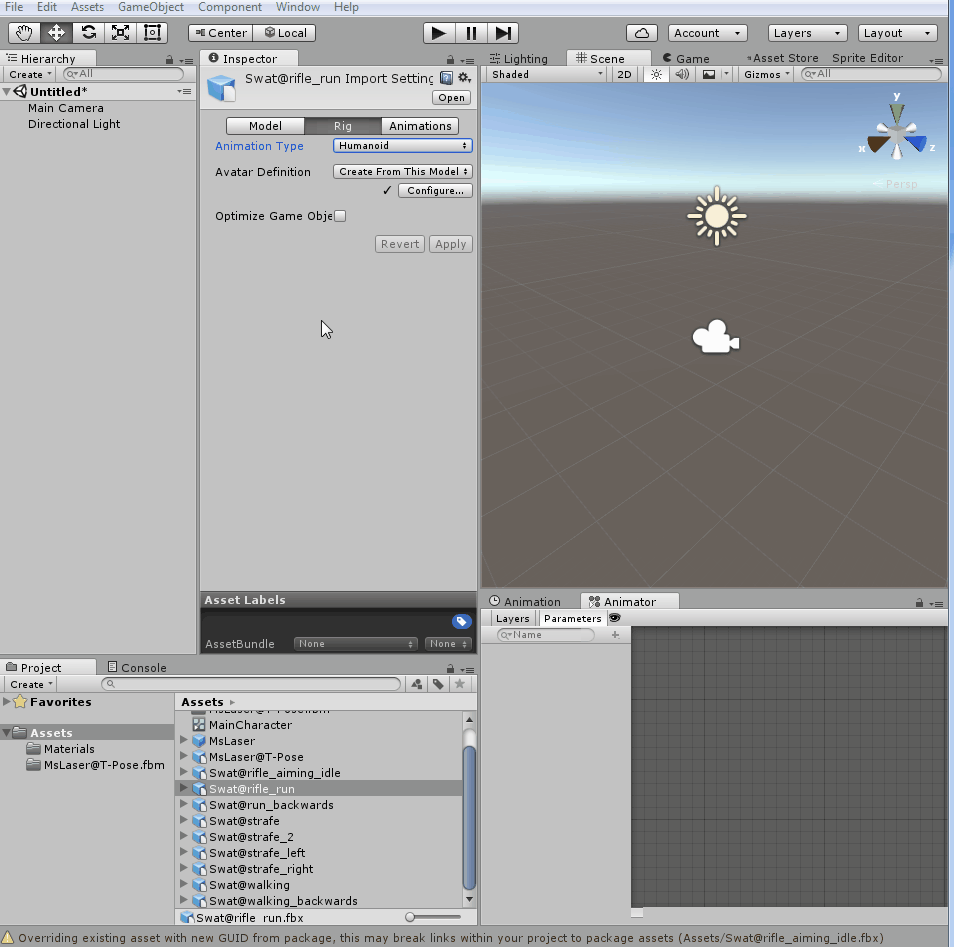 File Edit Assets GameObject Component Window Help
Center Local Account Layers Layout
Hierarchy
Create All
Untitled*
Main Camera
Directional Light
Inspector
Swat@rifle_run Import Setting
Open
Model Rig Animations
Animation Type Humanoid
Avatar Definition Create From This Model
✓ Configure...
Optimize Game Obje
Revert Apply
Asset Labels
AssetBundle None None
Lighting Scene Game Asset Store Sprite Editor
Shaded 2D Gizmos All
y
x z
Persp
Animation Animator
Layers Parameters
Name +
Project Console
Create
Favorites
Assets
Materials
MsLaser@T-Pose.fbm
Assets
MsLaser@T-Pose.fbm
MainCharacter
MsLaser
MsLaser@T-Pose
Swat@rifle_aiming_idle
Swat@rifle_run
Swat@run_backwards
Swat@strafe
Swat@strafe_2
Swat@strafe_left
Swat@strafe_right
Swat@walking
Swat@walking_backwards
Swat@rifle_run.fbx
Overriding existing asset with new GUID from package, this may break links within your project to package assets (Assets/Swat@rifle_aiming_idle.fbx)